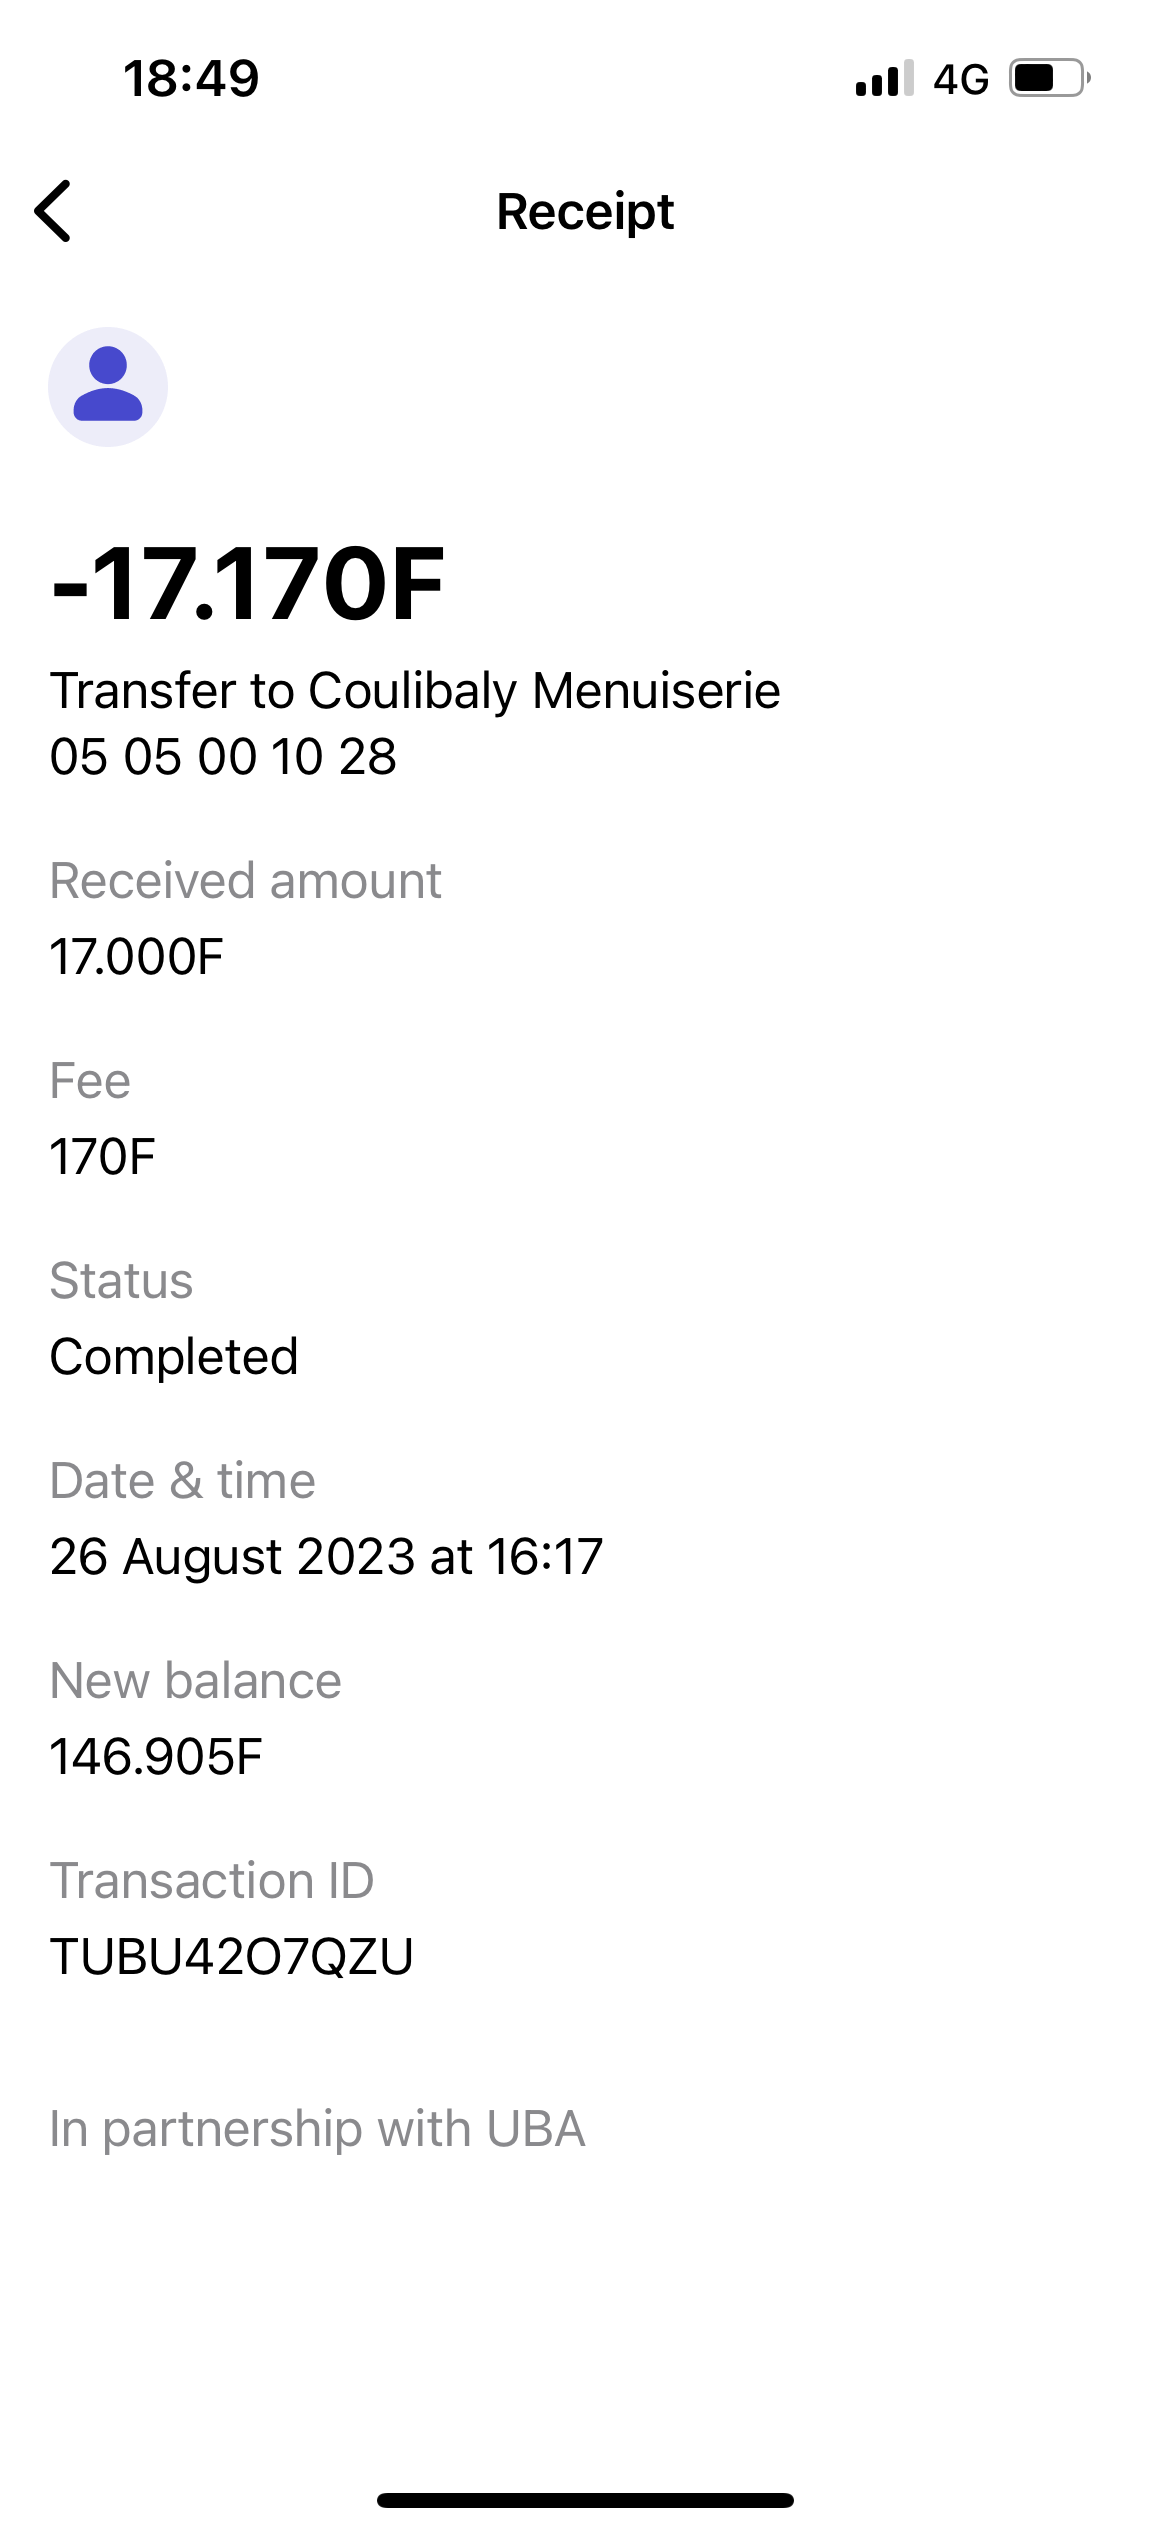 18:49
4G
Receipt
-17.170F
Transfer to Coulibaly Menuiserie
05 05 00 10 28
Received amount
17.000F
Fee
170F
Status
Completed
Date & time
26 August 2023 at 16:17
New balance
146.905F
Transaction ID
TUBU42O7QZU
In partnership with UBA